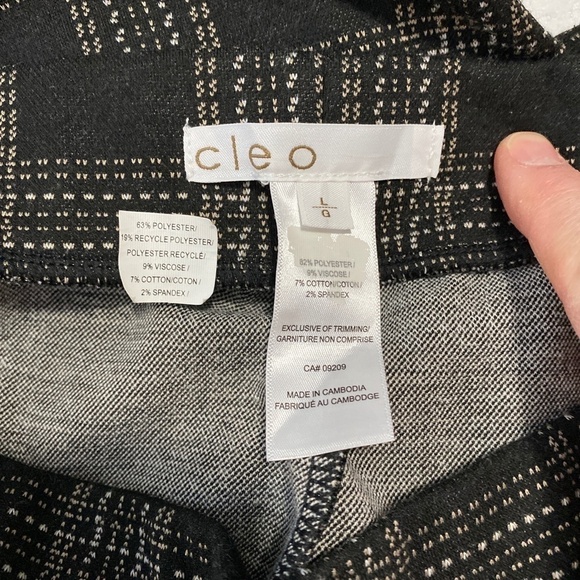 cleo
L
G
63% POLYESTER/
19% RECYCLE POLYESTER/
POLYESTER RECYCLÉ/
9% VISCOSE /
7% COTTON/COTON /
2% SPANDEX /
82% POLYESTER/
9% VISCOSE /
7% COTTON/COTON/
2% SPANDEX
EXCLUSIVE OF TRIMMING/
GARNITURE NON COMPRISE
CA# 09209
MADE IN CAMBODIA
FABRIQUÉ AU CAMBODGE